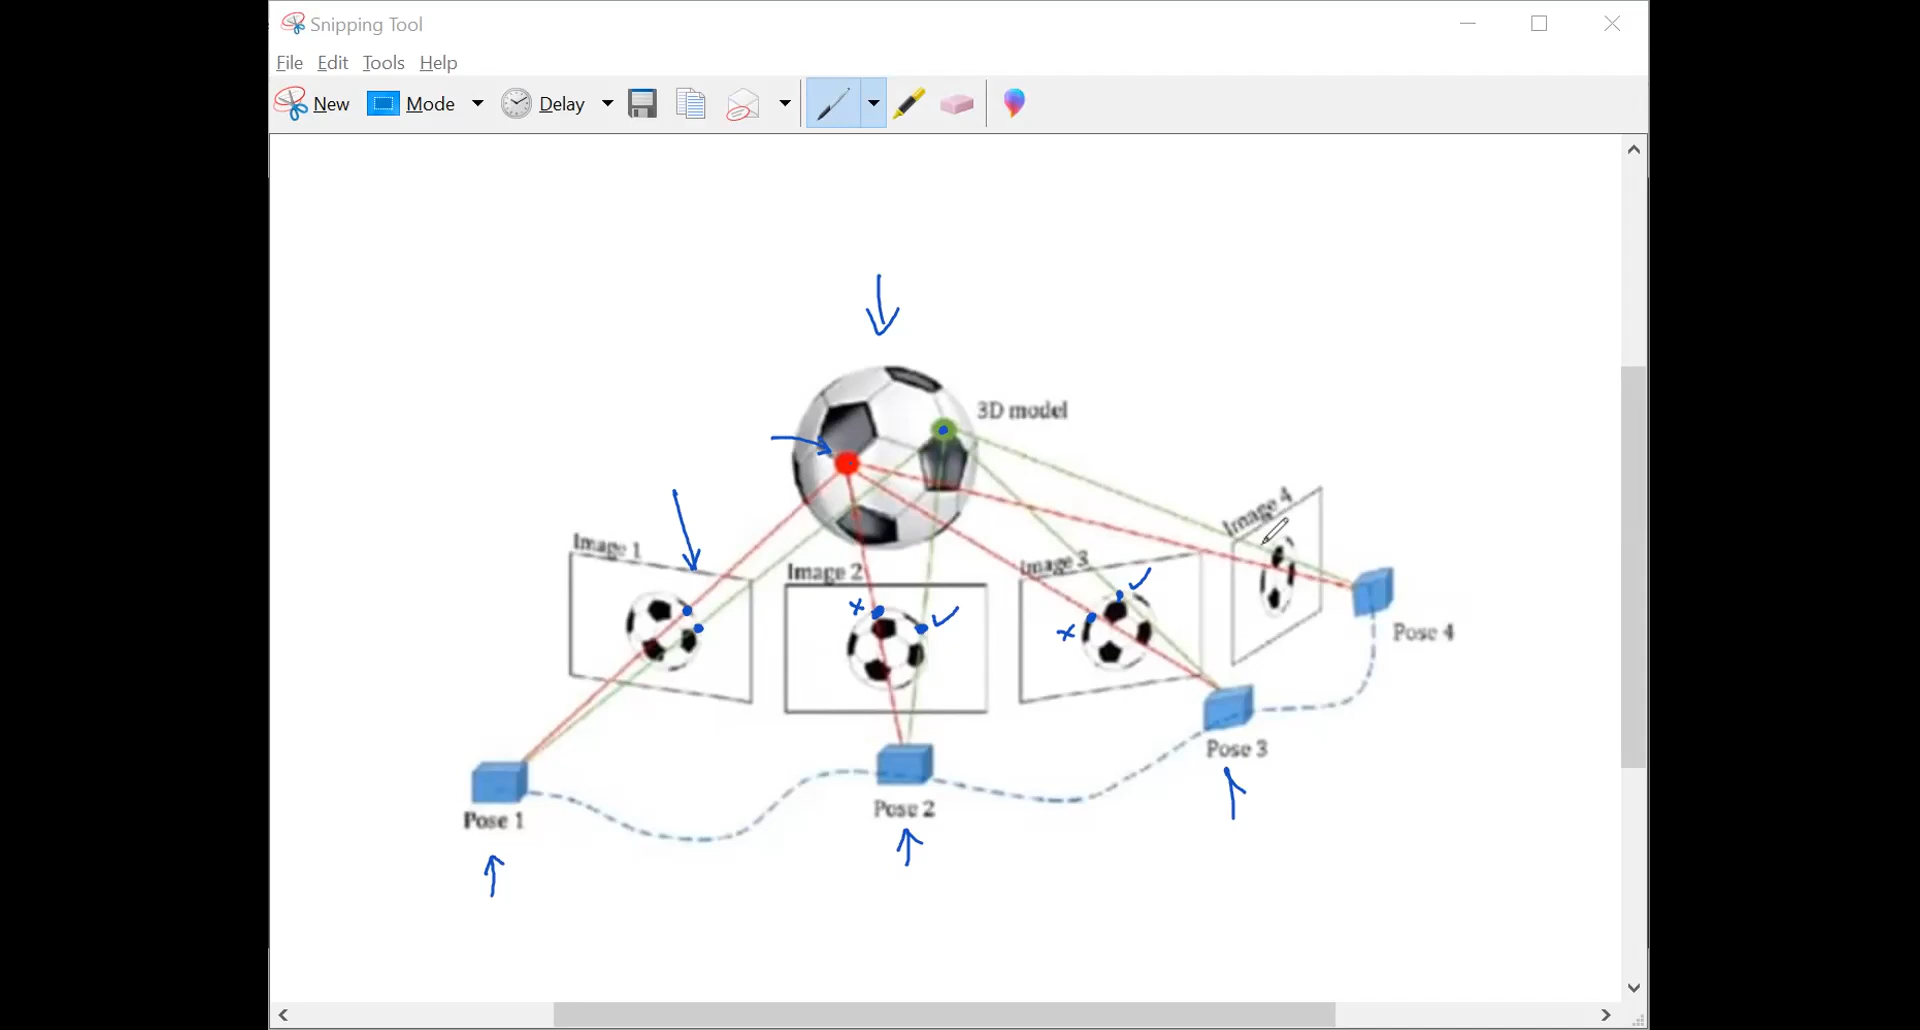 Snipping Tool
File Edit Tools Help
New Mode Delay
3D model
Image 1
Image 2
Image 3
Image 4
Pose 1
Pose 2
Pose 3
Pose 4